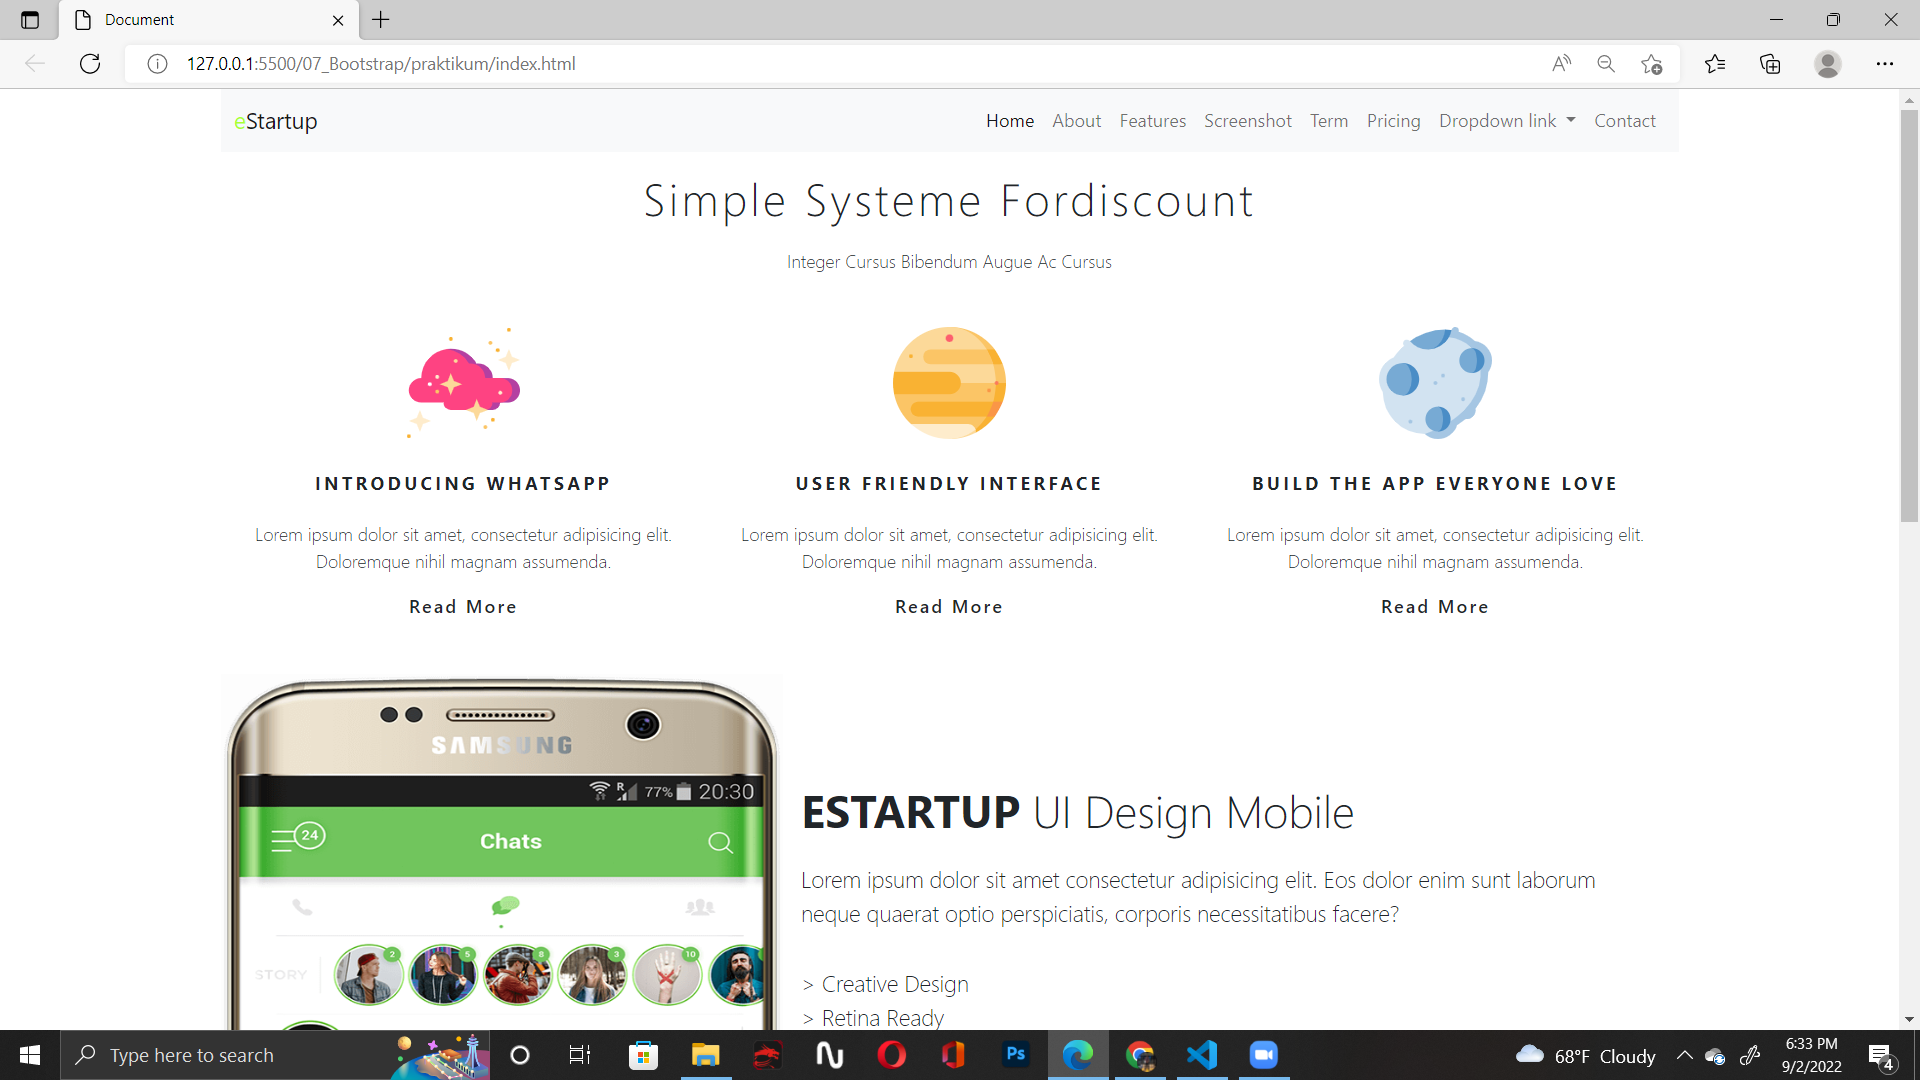 Document
127.0.0.1:5500/07_Bootstrap/praktikum/index.html
eStartup
Home About Features Screenshot Term Pricing Dropdown link Contact
Simple Systeme Fordiscount
Integer Cursus Bibendum Augue Ac Cursus
INTRODUCING WHATSAPP
Lorem ipsum dolor sit amet, consectetur adipisicing elit.
Doloremque nihil magnam assumenda.
Read More
USER FRIENDLY INTERFACE
Lorem ipsum dolor sit amet, consectetur adipisicing elit.
Doloremque nihil magnam assumenda.
Read More
BUILD THE APP EVERYONE LOVE
Lorem ipsum dolor sit amet, consectetur adipisicing elit.
Doloremque nihil magnam assumenda.
Read More
SAMSUNG
R 77% 20:30
24 Chats
STORY 2 5 8 3 10
ESTARTUP UI Design Mobile
Lorem ipsum dolor sit amet consectetur adipisicing elit. Eos dolor enim sunt laborum
neque quaerat optio perspiciatis, corporis necessitatibus facere?
> Creative Design
> Retina Ready
Type here to search
Ps
68°F Cloudy
6:33 PM
9/2/2022
4